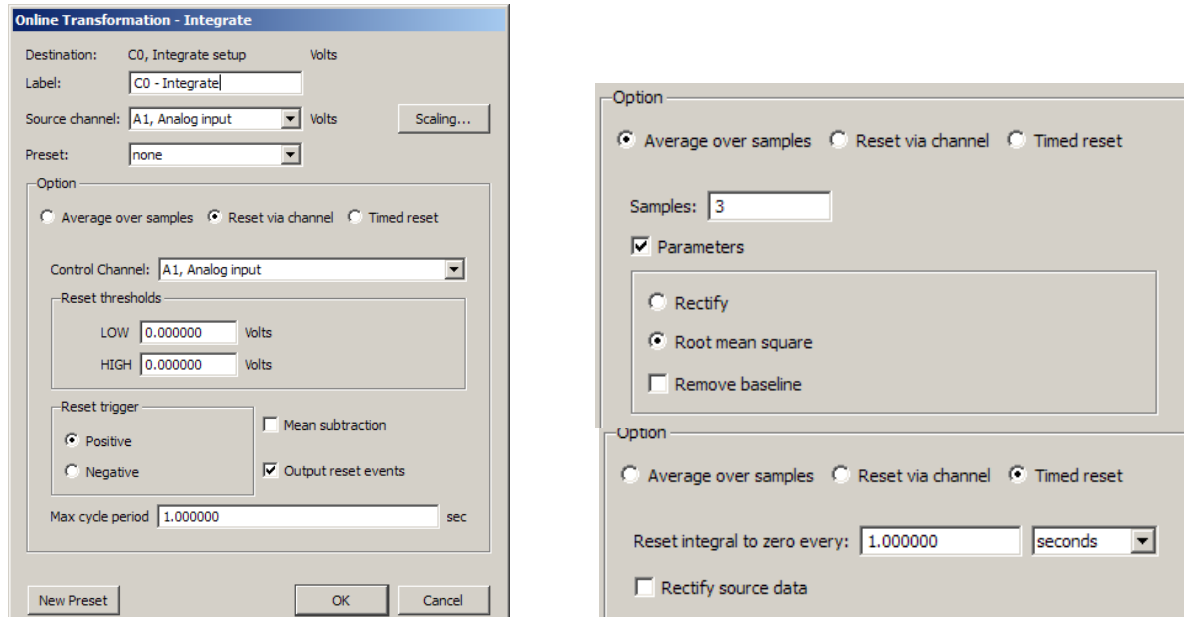 Online Transformation - Integrate
Destination: C0, Integrate setup Volts
Label: C0 - Integrate
Source channel: A1, Analog input Volts Scaling...
Preset: none
Option
Average over samples Reset via channel Timed reset
Control Channel: A1, Analog input
Reset thresholds
LOW 0.000000 Volts
HIGH 0.000000 Volts
Reset trigger
Positive
Negative
Mean subtraction
Output reset events
Max cycle period 1.000000 sec
New Preset OK Cancel
Option
Average over samples Reset via channel Timed reset
Samples: 3
Parameters
Rectify
Root mean square
Remove baseline
Option
Average over samples Reset via channel Timed reset
Reset integral to zero every: 1.000000 seconds
Rectify source data